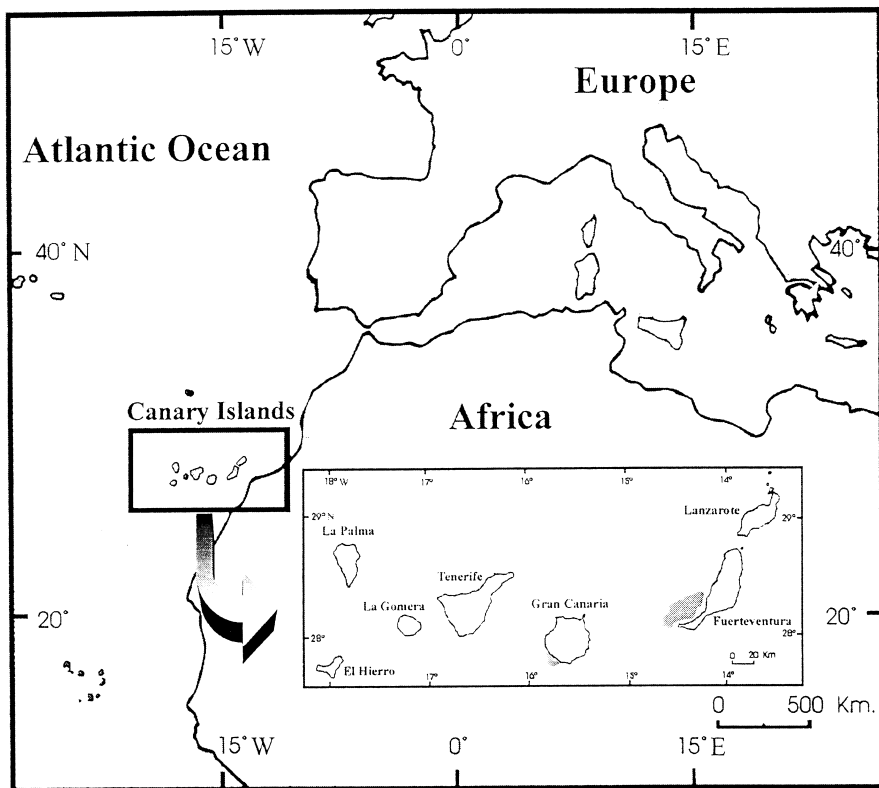 15°W 0° 15°E
Europe
Atlantic Ocean
40°N 40°
Canary Islands
Africa
18°W 17° 16° 15° 14°
Lanzarote
29°N 29°
La Palma
Tenerife
La Gomera
Gran Canaria
20° 20°
Fuerteventura
28° 28°
El Hierro
0 20 Km
17° 16° 15° 14°
0 500 Km.
15°W 0° 15°E